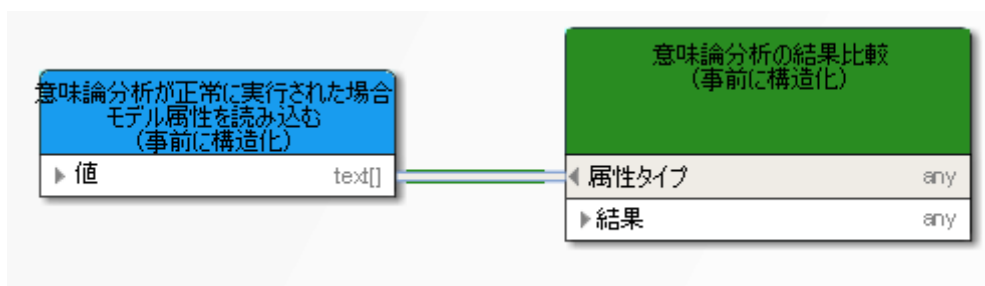 意味論分析が正常に実行された場合
モデル属性を読み込む
(事前に構造化)
値 text[]
意味論分析の結果比較
(事前に構造化)
属性タイプ any
結果 any